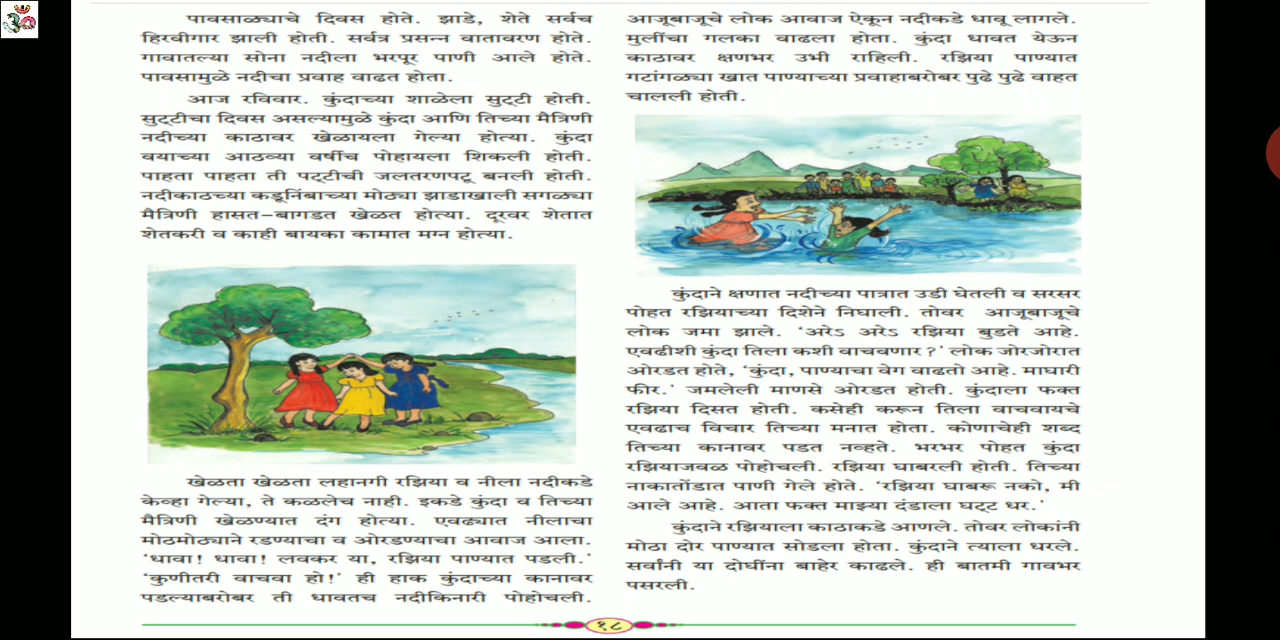 पावसाळ्याचे दिवस होते. झाडे, शेते सर्वच
हिरवीगार झाली होती. सर्वत्र प्रसन्न वातावरण होते.
गावातल्या सोना नदीला भरपूर पाणी आले होते.
पावसामुळे नदीचा प्रवाह वाढत होता.
आज रविवार. कुंदाच्या शाळेला सुट्टी होती.
सुट्टीचा दिवस असल्यामुळे कुंदा आणि तिच्या मैत्रिणी
नदीच्या काठावर खेळायला गेल्या होत्या. कुंदा
वयाच्या आठव्या वर्षीच पोहायला शिकली होती.
पाहता पाहता ती पट्टीची जलतरणपटू बनली होती.
नदीकाठच्या कडूनिंबाच्या मोठ्या झाडाखाली सगळ्या
मैत्रिणी हासत-बागडत खेळत होत्या. दूरवर शेतात
शेतकरी व काही बायका कामात मग्न होत्या.
खेळता खेळता लहानगी रझिया व नीला नदीकडे
केव्हा गेल्या, ते कळलेच नाही. इकडे कुंदा व तिच्या
मैत्रिणी खेळण्यात दंग होत्या. एवढ्यात नीलाचा
मोठमोठ्याने रडण्याचा व ओरडण्याचा आवाज आला.
‘धावा! धावा! लवकर या, रझिया पाण्यात पडली.’
‘कुणीतरी वाचवा हो!’ ही हाक कुंदाच्या कानावर
पडल्याबरोबर ती धावतच नदीकिनारी पोहोचली.
आजूबाजूचे लोक आवाज ऐकून नदीकडे धावू लागले.
मुलींचा गलका वाढला होता. कुंदा धावत येऊन
काठावर क्षणभर उभी राहिली. रझिया पाण्यात
गटांगळ्या खात पाण्याच्या प्रवाहाबरोबर पुढे पुढे वाहत
चालली होती.
कुंदाने क्षणात नदीच्या पात्रात उडी घेतली व सरसर
पोहत रझियाच्या दिशेने निघाली. तोवर आजूबाजूचे
लोक जमा झाले. ‘अरेऽ अरेऽ रझिया बुडते आहे.
एवढीशी कुंदा तिला कशी वाचवणार?’ लोक जोरजोरात
ओरडत होते, ‘कुंदा, पाण्याचा वेग वाढतो आहे. माघारी
फीर.’ जमलेली माणसे ओरडत होती. कुंदाला फक्त
रझिया दिसत होती. कसेही करून तिला वाचवायचे
एवढाच विचार तिच्या मनात होता. कोणाचेही शब्द
तिच्या कानावर पडत नव्हते. भरभर पोहत कुंदा
रझियाजवळ पोहोचली. रझिया घाबरली होती. तिच्या
नाकातोंडात पाणी गेले होते. ‘रझिया घाबरू नको, मी
आले आहे. आता फक्त माझ्या दंडाला घट्ट धर.’
कुंदाने रझियाला काठाकडे आणले. तोवर लोकांनी
मोठा दोर पाण्यात सोडला होता. कुंदाने त्याला धरले.
सर्वांनी या दोघींना बाहेर काढले. ही बातमी गावभर
पसरली.
१८